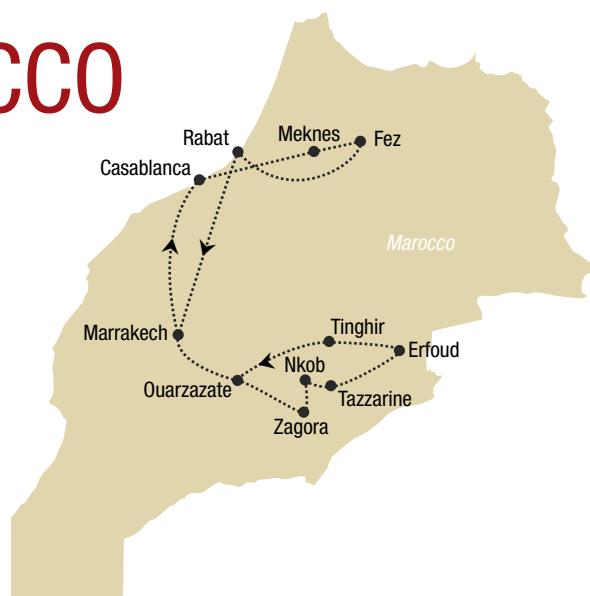 CCO
Rabat
Meknes
Fez
Casablanca
Marocco
Marrakech
Tinghir
Erfoud
Nkob
Ouarzazate
Tazzarine
Zagora